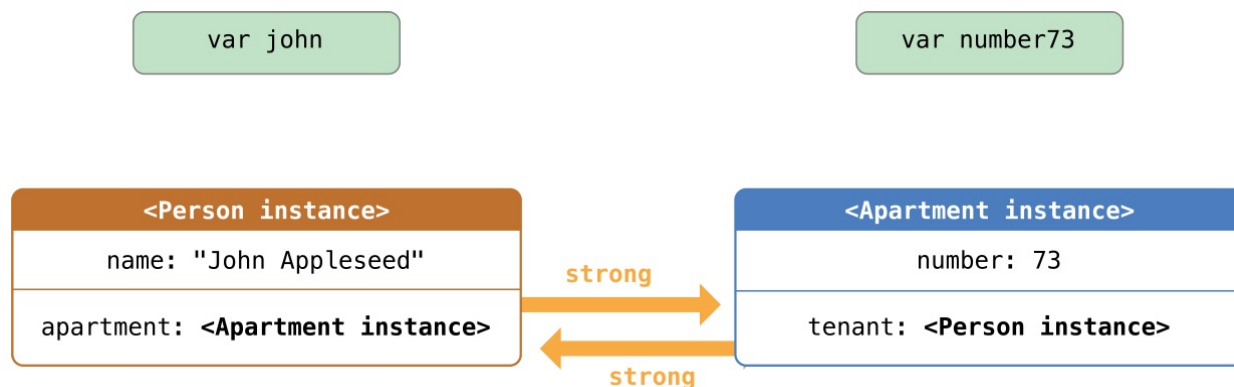 var john
var number73
<Person instance>
name: "John Appleseed"
apartment: <Apartment instance>
strong
strong
<Apartment instance>
number: 73
tenant: <Person instance>